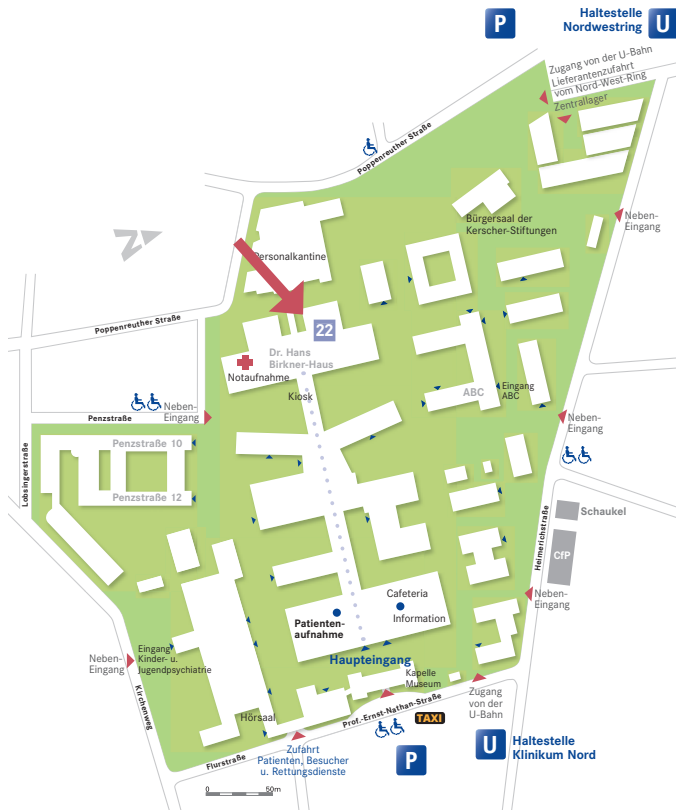 P
Haltestelle
Nordwestring
U
Zugang von der U-Bahn
Lieferantenzufahrt
vom Nord-West-Ring
Zentrallager
Poppenreuther Straße
Bürgersaal der
Kerscher-Stiftungen
Neben-
Eingang
Personalkantine
N
Poppenreuther Straße
22
Dr. Hans
Birkner-Haus
Notaufnahme
Kiosk
ABC
Eingang
ABC
Neben-
Eingang
Penzstraße
Neben-
Eingang
Lobsingerstraße
Penzstraße 10
Penzstraße 12
Schaukel
CfP
Heimerichstraße
Neben-
Eingang
Cafeteria
Information
Patienten-
aufnahme
Haupteingang
Neben-
Eingang
Eingang
Kinder- u.
Jugendpsychiatrie
Kirchenweg
Kapelle
Museum
Zugang
von der
U-Bahn
Hörsaal
Prof.-Ernst-Nathan-Straße
TAXI
Flurstraße
Zufahrt
Patienten, Besucher
u. Rettungsdienste
P
U
Haltestelle
Klinikum Nord
0 50m